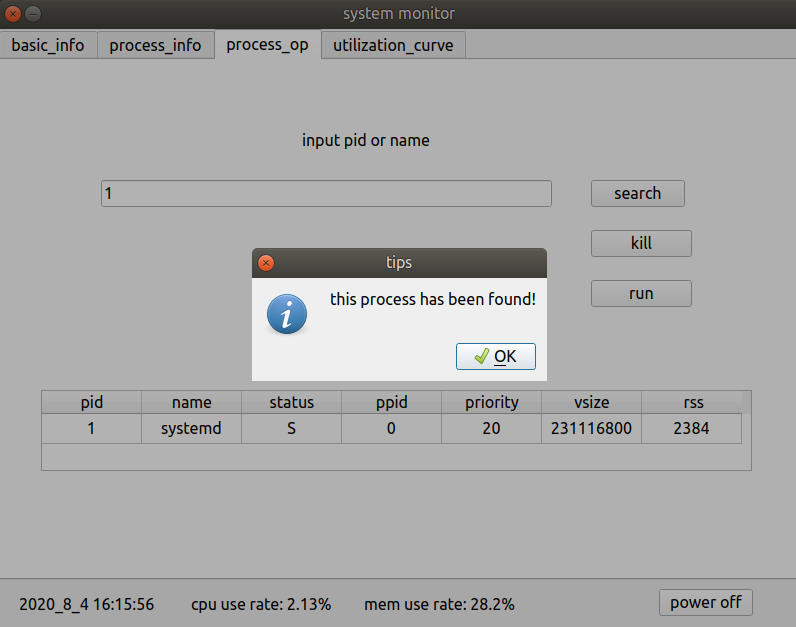 system monitor
basic_info process_info process_op utilization_curve
input pid or name
1 search
kill
tips
this process has been found!
run
OK
pid name status ppid priority vsize rss
1 systemd S 0 20 231116800 2384
2020_8_4 16:15:56 cpu use rate: 2.13% mem use rate: 28.2% power off